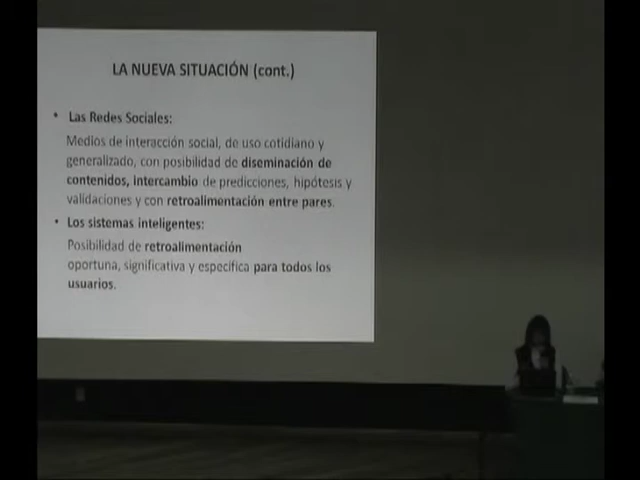 LA NUEVA SITUACIÓN (cont.)
• Las Redes Sociales:
Medios de interacción social, de uso cotidiano y
generalizado, con posibilidad de diseminación de
contenidos, intercambio de predicciones, hipótesis y
validaciones y con retroalimentación entre pares.
• Los sistemas inteligentes:
Posibilidad de retroalimentación
oportuna, significativa y específica para todos los
usuarios.